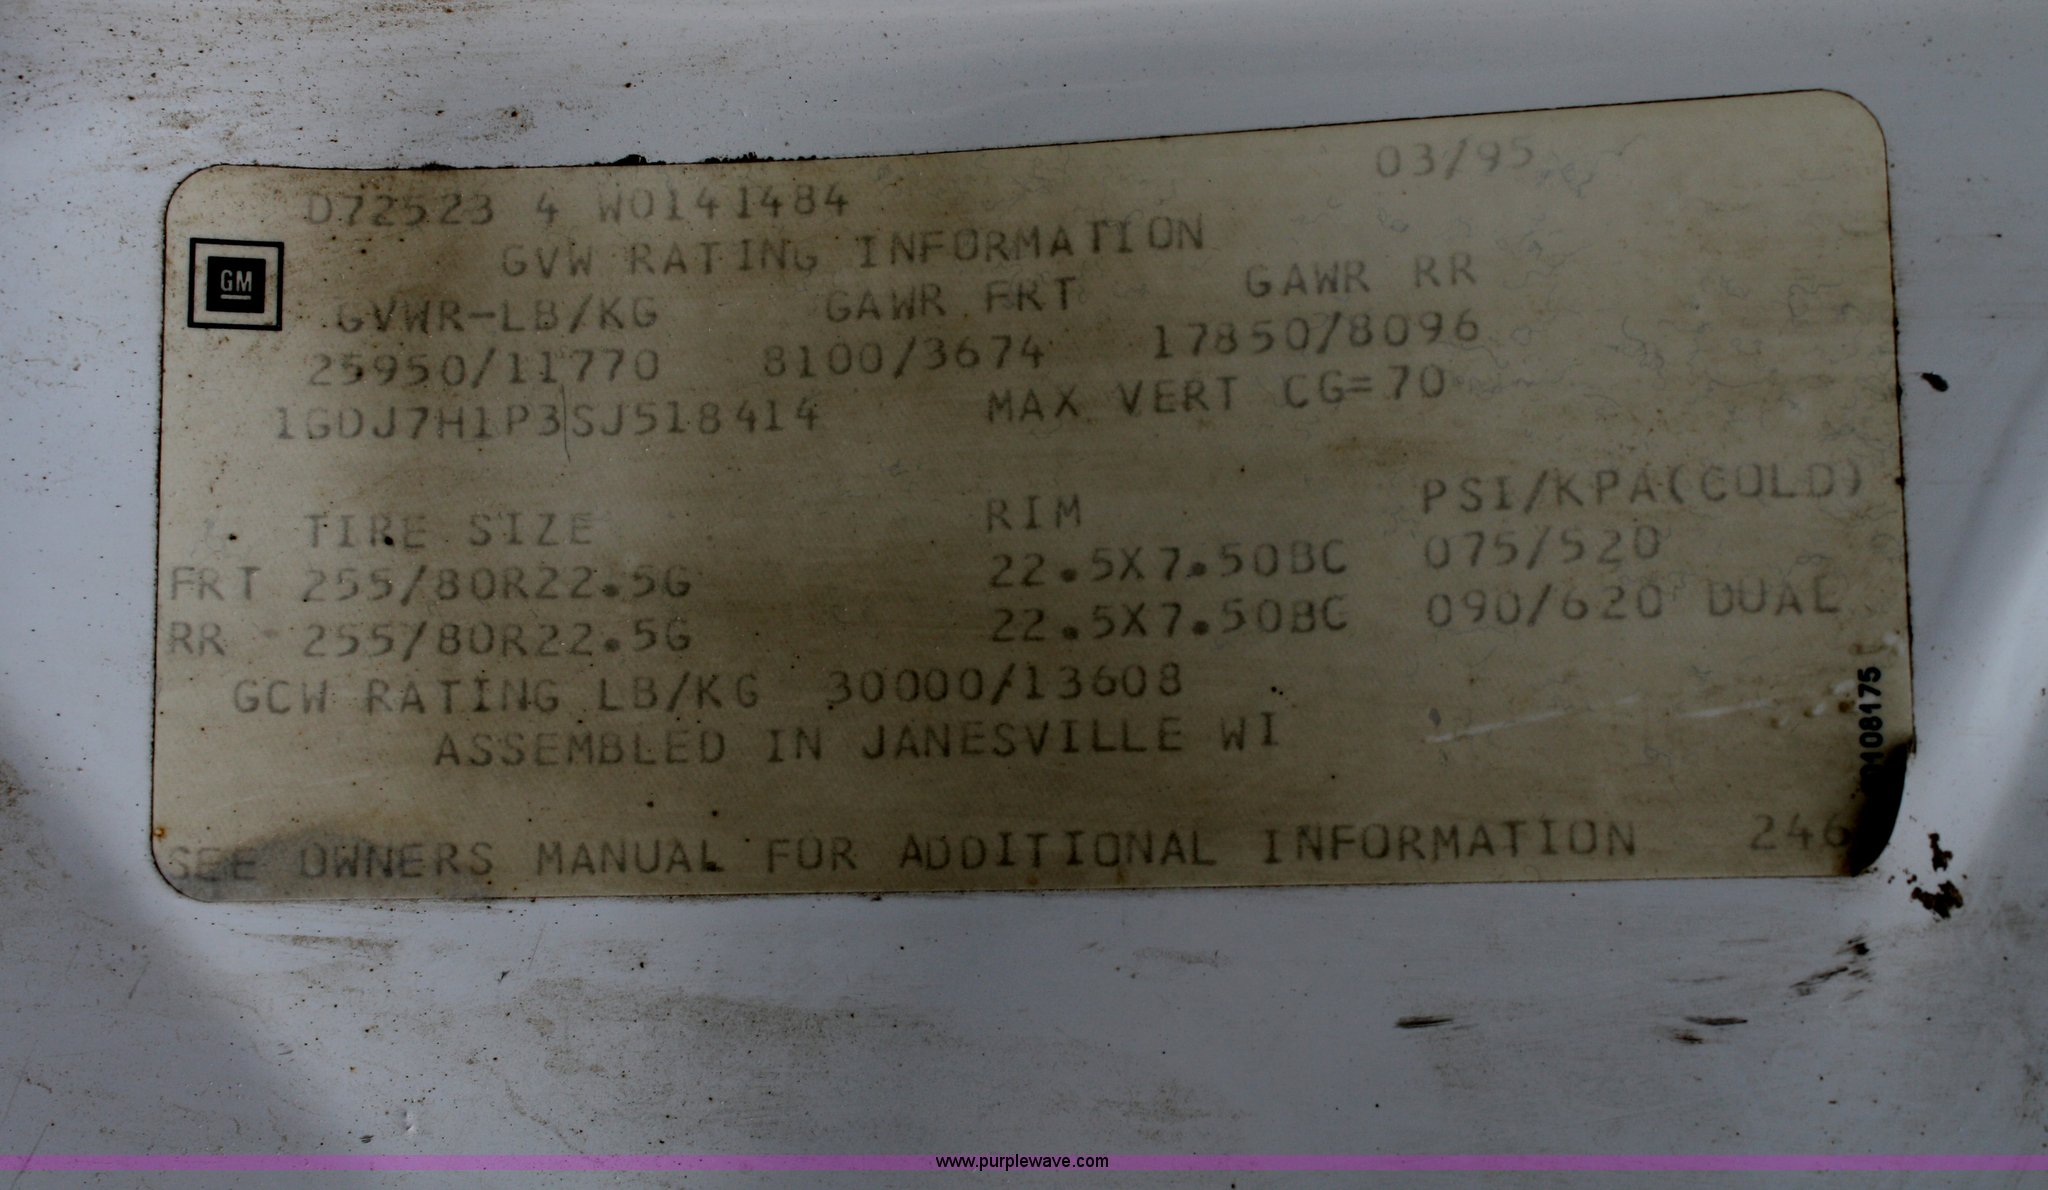 03/95
D72523 4 W0141484
GVW RATING INFORMATION
GM
GVWR-LB/KG GAWR FRT GAWR RR
25950/11770 8100/3674 17850/8096
1GDJ7H1P3SJ518414 MAX VERT CG=70
TIRE SIZE RIM PSI/KPA(COLD)
FRT 255/80R22.5G 22.5X7.50BC 075/520
RR 255/80R22.5G 22.5X7.50BC 090/620 DUAL
GCW RATING LB/KG 30000/13608
ASSEMBLED IN JANESVILLE WI
SEE OWNERS MANUAL FOR ADDITIONAL INFORMATION 246
www.purplewave.com